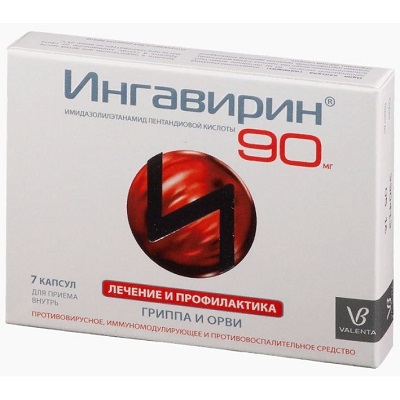 Ингавирин®
ИМИДАЗОЛИЛЭТАНАМИД ПЕНТАНДИОВОЙ КИСЛОТЫ
90 мг
7 КАПСУЛ
ДЛЯ ПРИЕМА
ВНУТРЬ
ЛЕЧЕНИЕ И ПРОФИЛАКТИКА
ГРИППА И ОРВИ
ПРОТИВОВИРУСНОЕ, ИММУНОМОДУЛИРУЮЩЕЕ И ПРОТИВОВОСПАЛИТЕЛЬНОЕ СРЕДСТВО
VALENTA